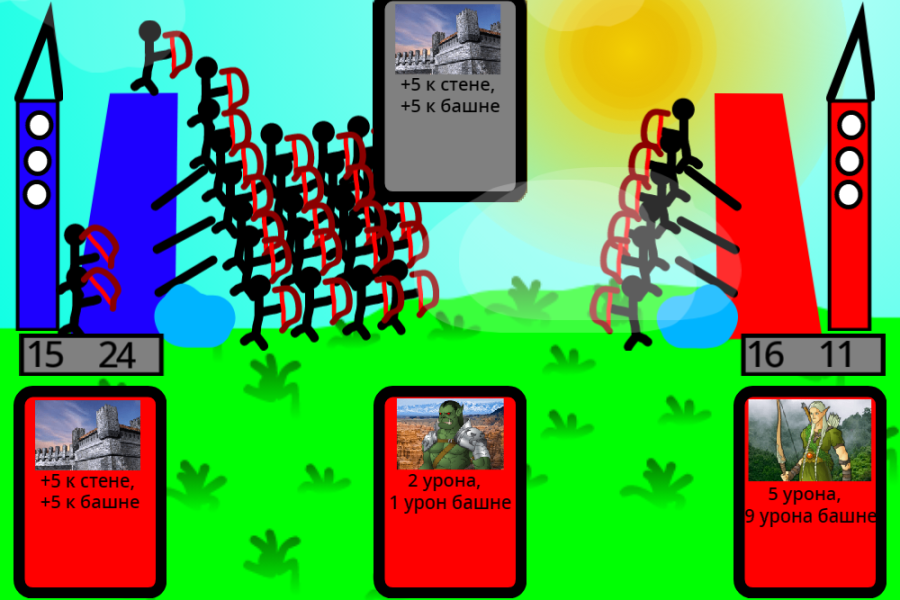 +5 к стене,
+5 к башне
15 24
16 11
+5 к стене,
+5 к башне
2 урона,
1 урон башне
5 урона,
9 урона башне